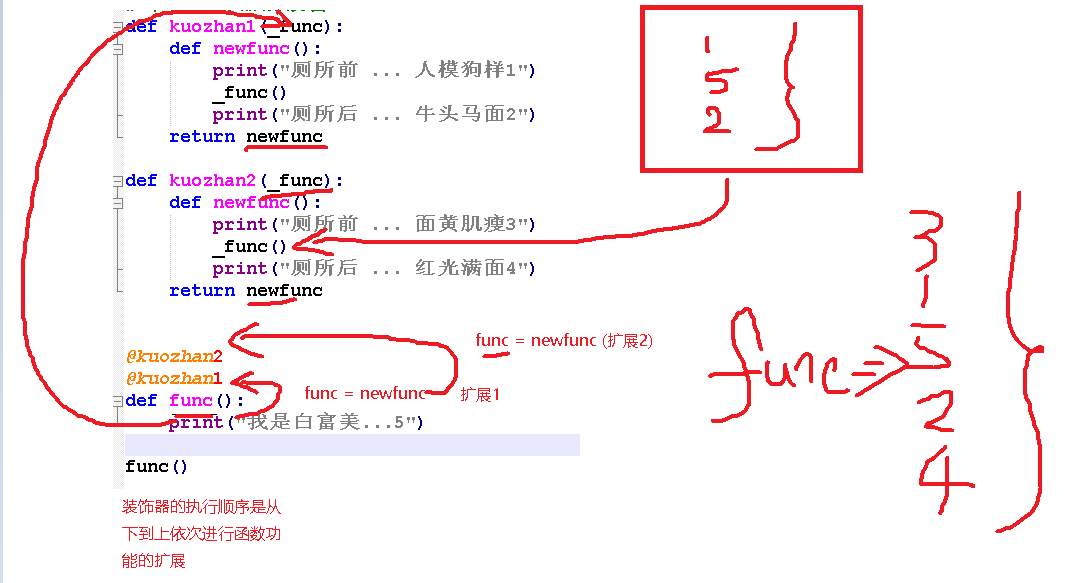 def kuozhan1(_func):
def newfunc():
print("厕所前 ... 人模狗样1")
_func()
print("厕所后 ... 牛头马面2")
return newfunc
def kuozhan2(_func):
def newfunc():
print("厕所前 ... 面黄肌瘦3")
_func()
print("厕所后 ... 红光满面4")
return newfunc
@kuozhan2
@kuozhan1
def func():
print("我是白富美...5")
func()
func = newfunc (扩展2)
func = newfunc 扩展1
装饰器的执行顺序是从
下到上依次进行函数功
能的扩展
1
5
2
func =>
3
1
5
2
4